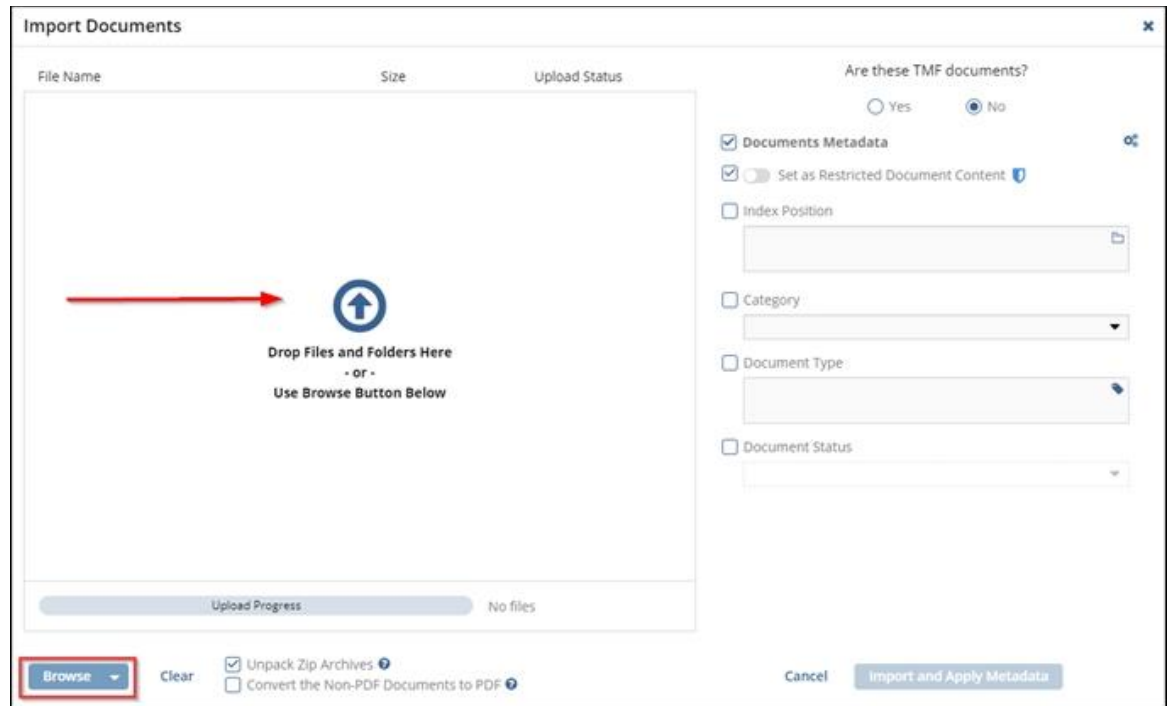 Import Documents
File Name Size Upload Status
Are these TMF documents?
Yes No
Documents Metadata
Set as Restricted Document Content
Index Position
Category
Document Type
Document Status
Drop Files and Folders Here
- or -
Use Browse Button Below
Upload Progress No files
Browse Clear
Unpack Zip Archives
Convert the Non-PDF Documents to PDF
Cancel Import and Apply Metadata